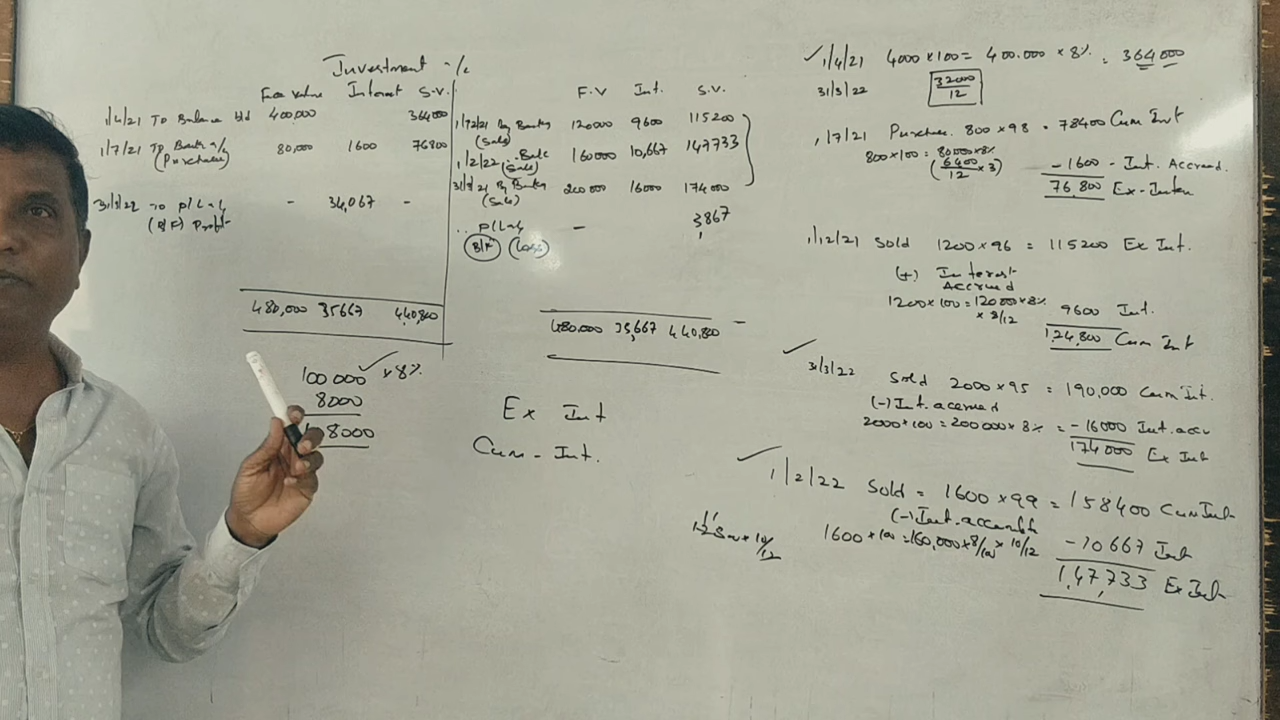 Investment a/c
Face value Interest S.V.
1/4/21 To Balance b/d 400,000 364000
1/7/21 To Bank a/c 80,000 1600 76800
(Purchase)
31/3/22 To P/L a/c - 34,067 -
(B/F) Profit
480,000 35667 440,800
F.V Int. S.V.
1/12/21 By Bank 120000 9600 115200
(Sale)
1/2/22 Bank 160000 10,667 147733
(Sale)
By Bank 200000 16000 174000
(Sale)
P/L a/c - 3867
B/F (Loss)
480,000 35,667 440,800 -
100000 × 8%
8000
108000
Ex Int
Cum - Int.
1/4/21 4000 × 100 = 400.000 × 8% 364000
31/3/22 32000
12
1/7/21 Purchase. 800 × 98 = 78400 Cum Int
800 × 100 = 80000 × 8%
(6400/12 × 3) - 1600 - Int. Accrued.
76,800 Ex-Interest
1/12/21 Sold 1200 × 96 = 115200 Ex Int.
(+) Interest
Accrued
1200 × 100 = 120000 × 8% 9600 Int.
× 8/12
1,24,800 Cum Int
31/3/22 Sold 2000 × 95 = 190,000 Cum Int.
(-) Int. accrued
2000 × 100 = 200000 × 8% = - 16000 Int. accu
174000 Ex Int
1/2/22 Sold = 1600 × 99 = 158400 Cum Int
(-) Int. accrued
1600 × 100 = 160,000 × 8/100 × 10/12 - 10667 Int
1,47,733 Ex Int